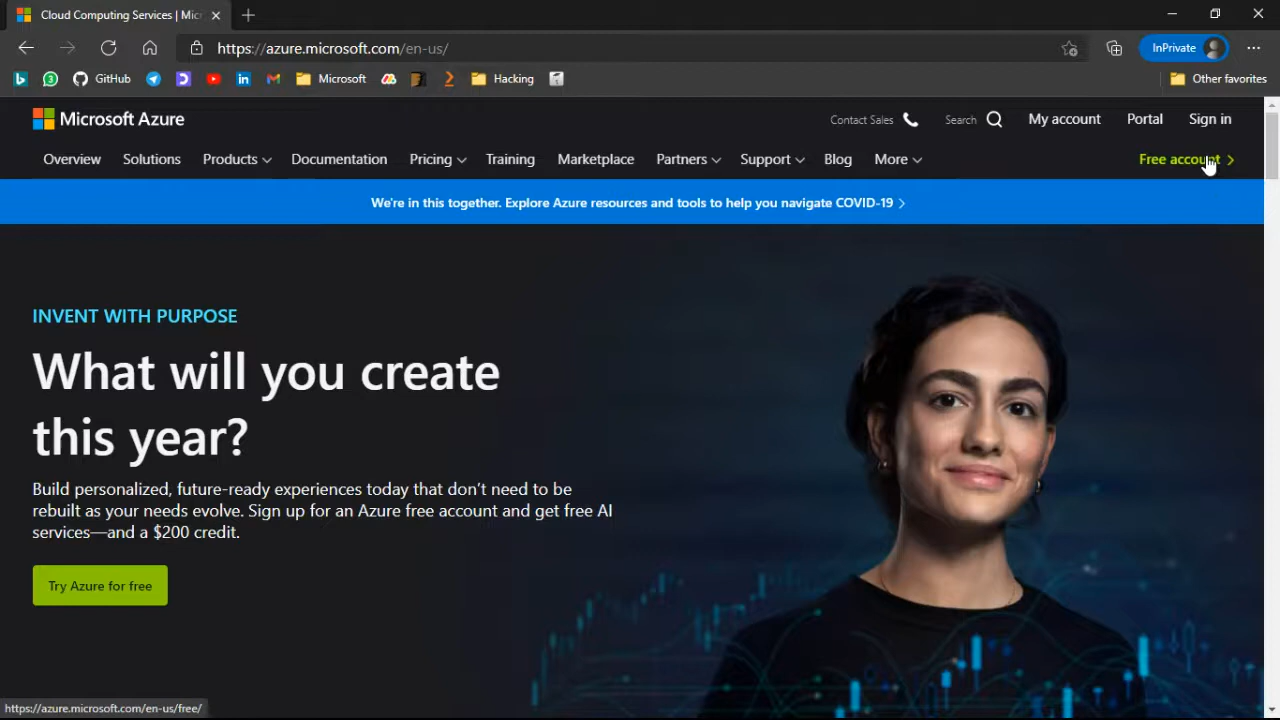 Cloud Computing Services | Mic
https://azure.microsoft.com/en-us/
InPrivate
GitHub
Microsoft
Hacking
Other favorites
Microsoft Azure
Contact Sales
Search
My account
Portal
Sign in
Overview
Solutions
Products
Documentation
Pricing
Training
Marketplace
Partners
Support
Blog
More
Free account
We're in this together. Explore Azure resources and tools to help you navigate COVID-19
INVENT WITH PURPOSE
What will you create
this year?
Build personalized, future-ready experiences today that don't need to be
rebuilt as your needs evolve. Sign up for an Azure free account and get free AI
services—and a $200 credit.
Try Azure for free
https://azure.microsoft.com/en-us/free/